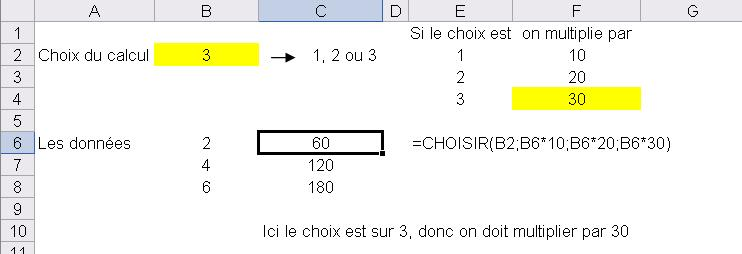 A B C D E F G
1 Si le choix est on multiplie par
2 Choix du calcul 3 → 1, 2 ou 3 1 10
3 2 20
4 3 30
5
6 Les données 2 60 =CHOISIR(B2;B6*10;B6*20;B6*30)
7 4 120
8 6 180
9
10 Ici le choix est sur 3, donc on doit multiplier par 30
11